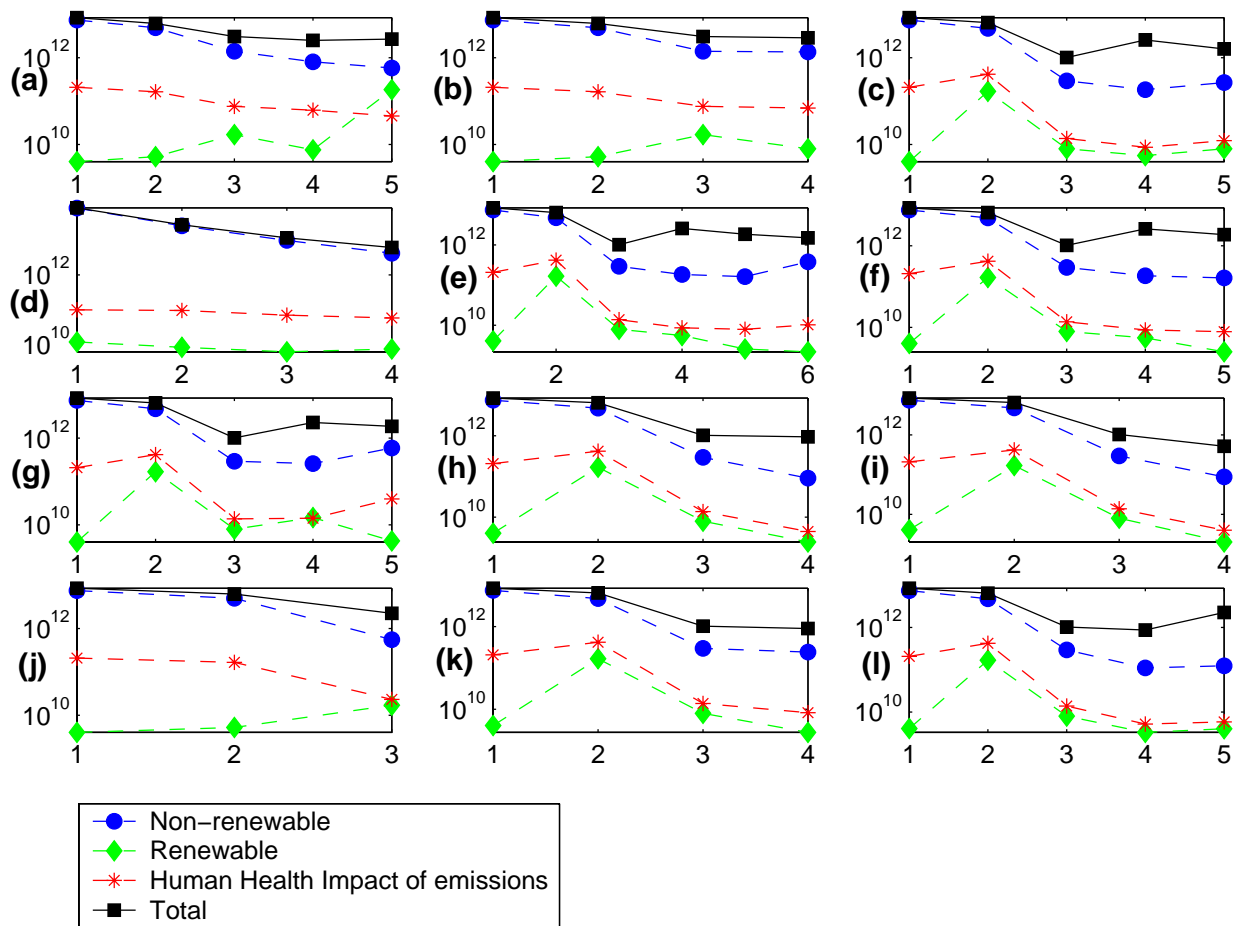 (a)
10^12
10^10
1 2 3 4 5
(b)
10^12
10^10
1 2 3 4
(c)
10^12
10^10
1 2 3 4 5
(d)
10^12
10^10
1 2 3 4
(e)
10^12
10^10
2 4 6
(f)
10^12
10^10
1 2 3 4 5
(g)
10^12
10^10
1 2 3 4 5
(h)
10^12
10^10
1 2 3 4
(i)
10^12
10^10
1 2 3 4
(j)
10^12
10^10
1 2 3
(k)
10^12
10^10
1 2 3 4
(l)
10^12
10^10
1 2 3 4 5
Non−renewable
Renewable
Human Health Impact of emissions
Total